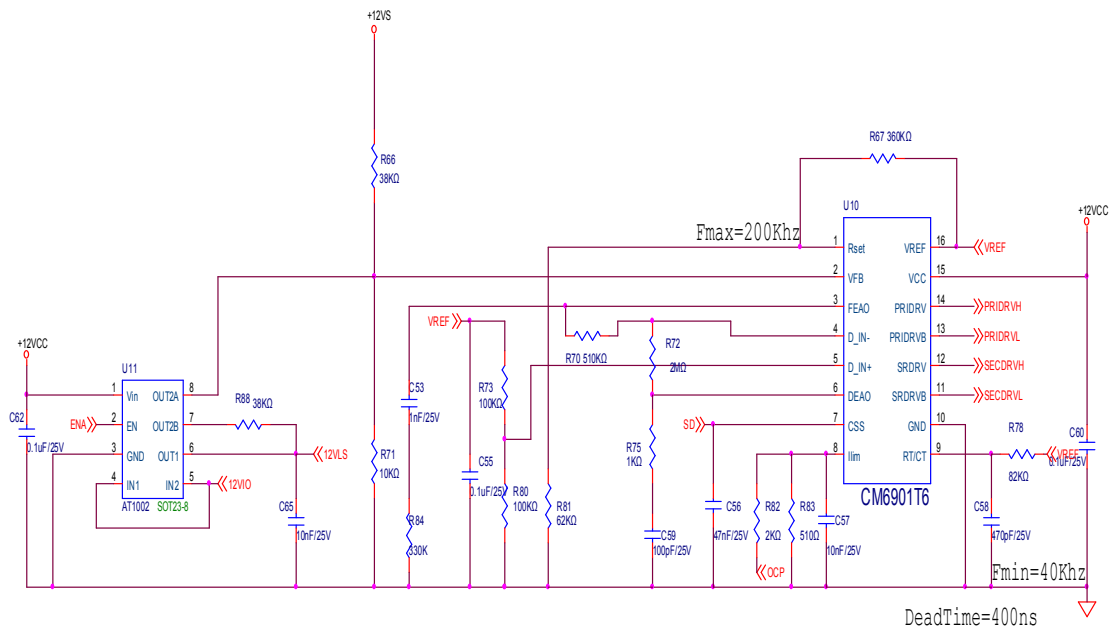 +12VS
R66
38KΩ
R67 360KΩ
U10
+12VCC
Fmax=200Khz
1 Rset VREF 16 VREF
2 VFB VCC 15
3 FEAO PRIDRV 14 PRIDRVH
4 D_IN- PRIDRVB 13 PRIDRVL
5 D_IN+ SRDRV 12 SECDRVH
6 DEAO SRDRVB 11 SECDRVL
7 CSS GND 10
8 Ilim RT/CT 9
CM6901T6
VREF
R70 510KΩ
R72
2MΩ
+12VCC
U11
1 Vin OUT2A 8
2 EN OUT2B 7
3 GND OUT1 6
4 IN1 IN2 5
AT1002 SOT23-8
ENA
C62
0.1uF/25V
R88 38KΩ
12VLS
12VIO
C65
10nF/25V
R71
10KΩ
C53
1nF/25V
R84
330K
R73
100KΩ
C55
0.1uF/25V
R80
100KΩ
R81
62KΩ
R75
1KΩ
C59
100pF/25V
SD
C56
47nF/25V
R82
2KΩ
R83
510Ω
C57
10nF/25V
OCP
R78
82KΩ
VREF
C60
0.1uF/25V
C58
470pF/25V
Fmin=40Khz
DeadTime=400ns